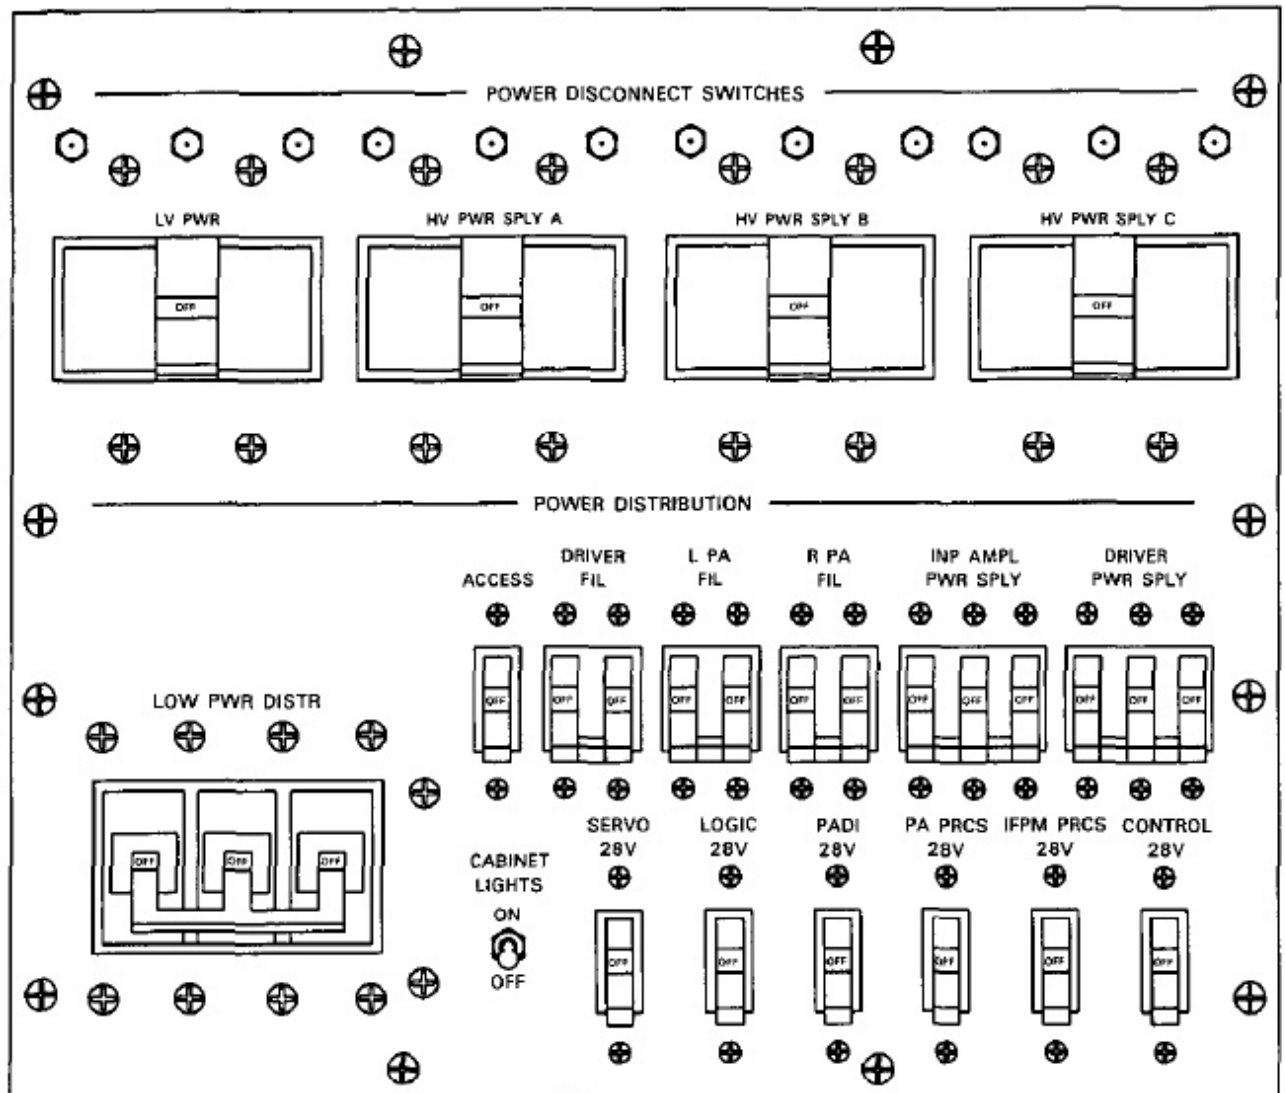 POWER DISCONNECT SWITCHES
LV PWR
HV PWR SPLY A
HV PWR SPLY B
HV PWR SPLY C
OFF
OFF
OFF
OFF
POWER DISTRIBUTION
ACCESS
DRIVER
FIL
L PA
FIL
R PA
FIL
INP AMPL
PWR SPLY
DRIVER
PWR SPLY
OFF
OFF OFF
OFF OFF
OFF OFF
OFF OFF OFF
OFF OFF OFF
LOW PWR DISTR
OFF OFF OFF
CABINET
LIGHTS
ON
OFF
SERVO
28V
LOGIC
28V
PADI
28V
PA PRCS
28V
IFPM PRCS
28V
CONTROL
28V
OFF
OFF
OFF
OFF
OFF
OFF